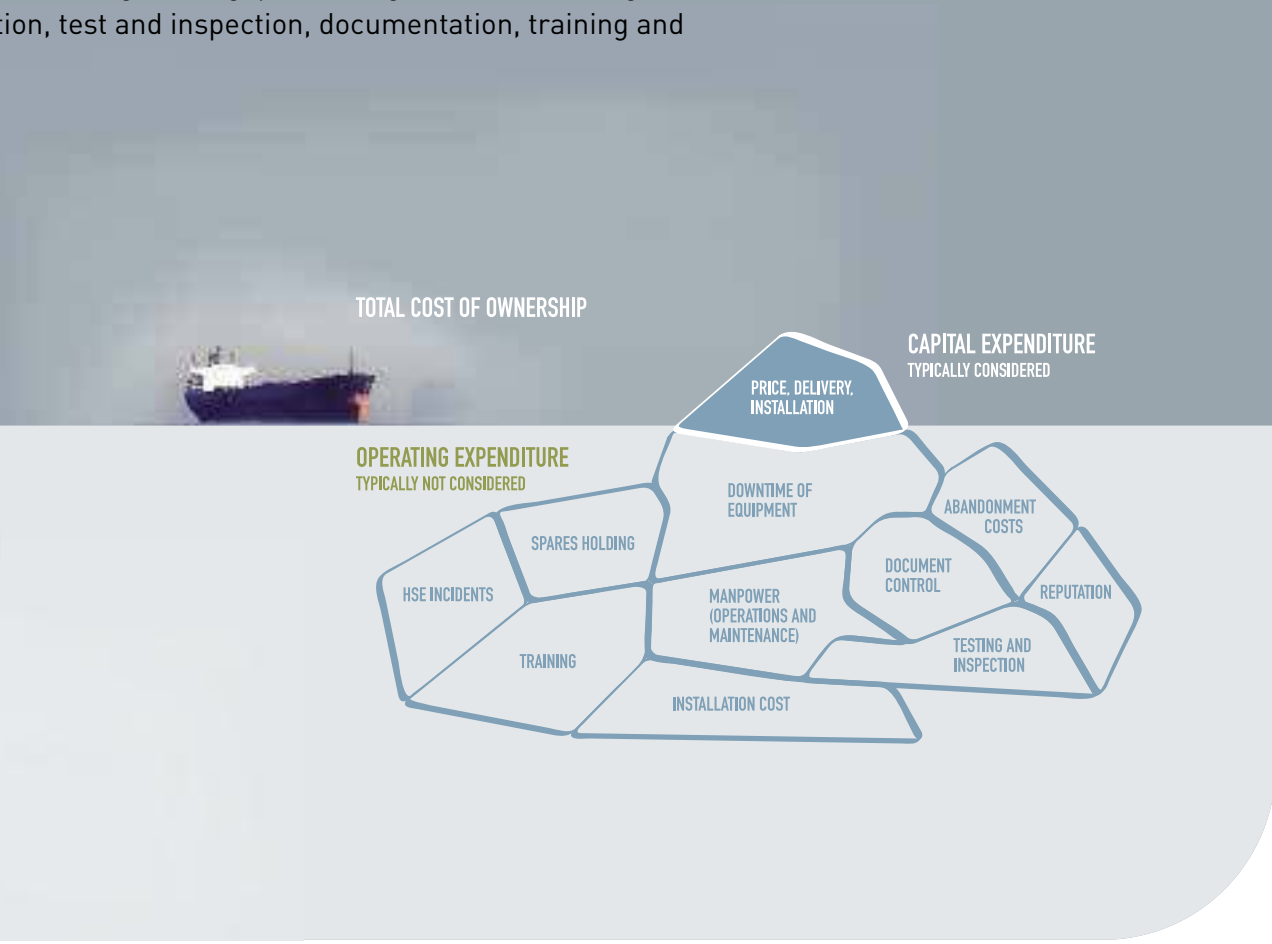 tion, test and inspection, documentation, training and
TOTAL COST OF OWNERSHIP
CAPITAL EXPENDITURE
TYPICALLY CONSIDERED
PRICE, DELIVERY,
INSTALLATION
OPERATING EXPENDITURE
TYPICALLY NOT CONSIDERED
DOWNTIME OF
EQUIPMENT
ABANDONMENT
COSTS
SPARES HOLDING
DOCUMENT
CONTROL
HSE INCIDENTS
MANPOWER
(OPERATIONS AND
MAINTENANCE)
REPUTATION
TRAINING
TESTING AND
INSPECTION
INSTALLATION COST